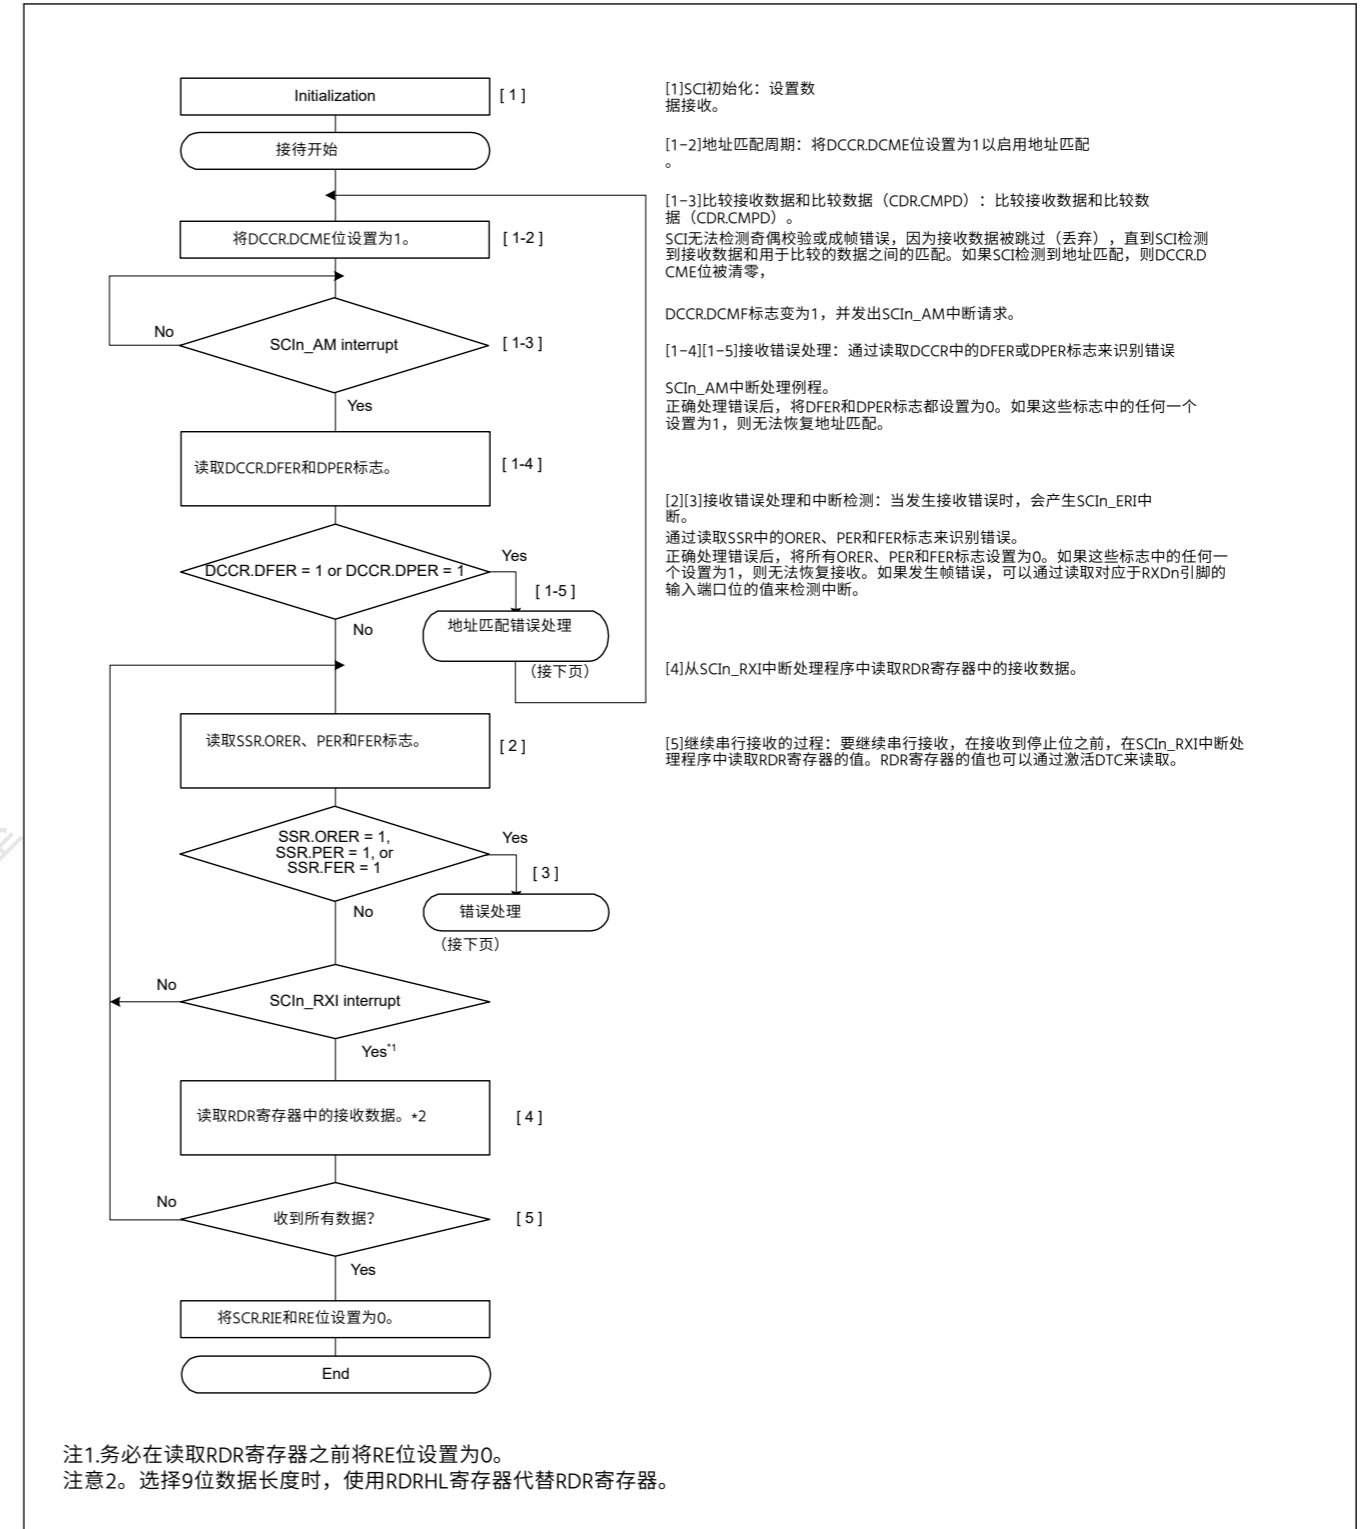 Initialization
[ 1 ]
接待开始
将DCCR.DCME位设置为1。
[ 1-2 ]
No
SCIn_AM interrupt
[ 1-3 ]
Yes
读取DCCR.DFER和DPER标志。
[ 1-4 ]
DCCR.DFER = 1 or DCCR.DPER = 1
Yes
[ 1-5 ]
地址匹配错误处理
No
（接下页）
读取SSR.ORER、PER和FER标志。
[ 2 ]
SSR.ORER = 1,
SSR.PER = 1, or
SSR.FER = 1
Yes
[ 3 ]
错误处理
No
（接下页）
No
SCIn_RXI interrupt
Yes*1
读取RDR寄存器中的接收数据。*2
[ 4 ]
No
收到所有数据？
[ 5 ]
Yes
将SCR.RIE和RE位设置为0。
End
[1]SCI初始化：设置数
据接收。
[1–2]地址匹配周期：将DCCR.DCME位设置为1以启用地址匹配
。
[1–3]比较接收数据和比较数据（CDR.CMPD）：比较接收数据和比较数
据（CDR.CMPD）。
SCI无法检测奇偶校验或成帧错误，因为接收数据被跳过（丢弃），直到SCI检测
到接收数据和用于比较的数据之间的匹配。如果SCI检测到地址匹配，则DCCR.D
CME位被清零，
DCCR.DCMF标志变为1，并发出SCIn_AM中断请求。
[1–4][1–5]接收错误处理：通过读取DCCR中的DFER或DPER标志来识别错误
SCIn_AM中断处理例程。
正确处理错误后，将DFER和DPER标志都设置为0。如果这些标志中的任何一个
设置为1，则无法恢复地址匹配。
[2][3]接收错误处理和中断检测：当发生接收错误时，会产生SCIn_ERI中
断。
通过读取SSR中的ORER、PER和FER标志来识别错误。
正确处理错误后，将所有ORER、PER和FER标志设置为0。如果这些标志中的任何一
个设置为1，则无法恢复接收。如果发生帧错误，可以通过读取对应于RXDn引脚的
输入端口位的值来检测中断。
[4]从SCIn_RXI中断处理程序中读取RDR寄存器中的接收数据。
[5]继续串行接收的过程：要继续串行接收，在接收到停止位之前，在SCIn_RXI中断处
理程序中读取RDR寄存器的值。RDR寄存器的值也可以通过激活DTC来读取。
注1.务必在读取RDR寄存器之前将RE位设置为0。
注意2。选择9位数据长度时，使用RDRHL寄存器代替RDR寄存器。